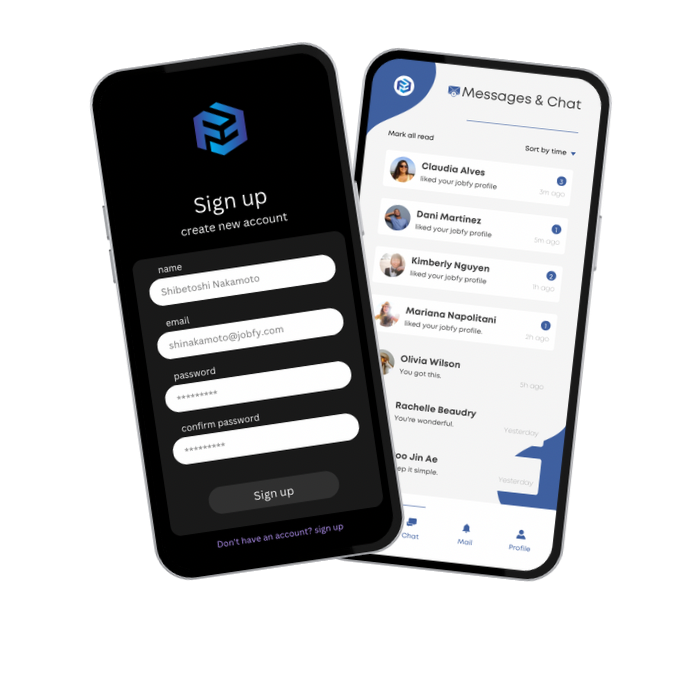 Sign up
create new account
name
Shibetoshi Nakamoto
email
shinakamoto@jobfy.com
password
*********
confirm password
*********
Sign up
Don't have an account? sign up
Messages & Chat
Mark all read
Sort by time
Claudia Alves
liked your jobfy profile
3
3m ago
Dani Martinez
liked your jobfy profile
1
5m ago
Kimberly Nguyen
liked your jobfy profile
2
1h ago
Mariana Napolitani
liked your jobfy profile.
1
2h ago
Olivia Wilson
You got this.
3h ago
Rachelle Beaudry
You're wonderful.
Yesterday
oo Jin Ae
ep it simple.
Yesterday
Chat
Mail
Profile